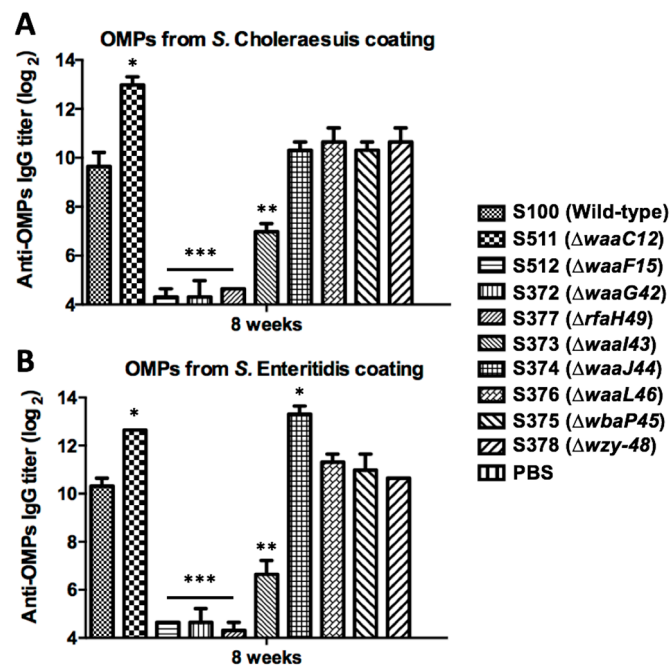 A
OMPs from S. Choleraesuis coating
Anti-OMPs IgG titer (log2)
14
12
10
8
6
4
*
***
**
8 weeks
B
OMPs from S. Enteritidis coating
Anti-OMPs IgG titer (log2)
14
12
10
8
6
4
*
***
**
*
8 weeks
S100 (Wild-type)
S511 (ΔwaaC12)
S512 (ΔwaaF15)
S372 (ΔwaaG42)
S377 (ΔrfaH49)
S373 (ΔwaaI43)
S374 (ΔwaaJ44)
S376 (ΔwaaL46)
S375 (ΔwbaP45)
S378 (Δwzy-48)
PBS